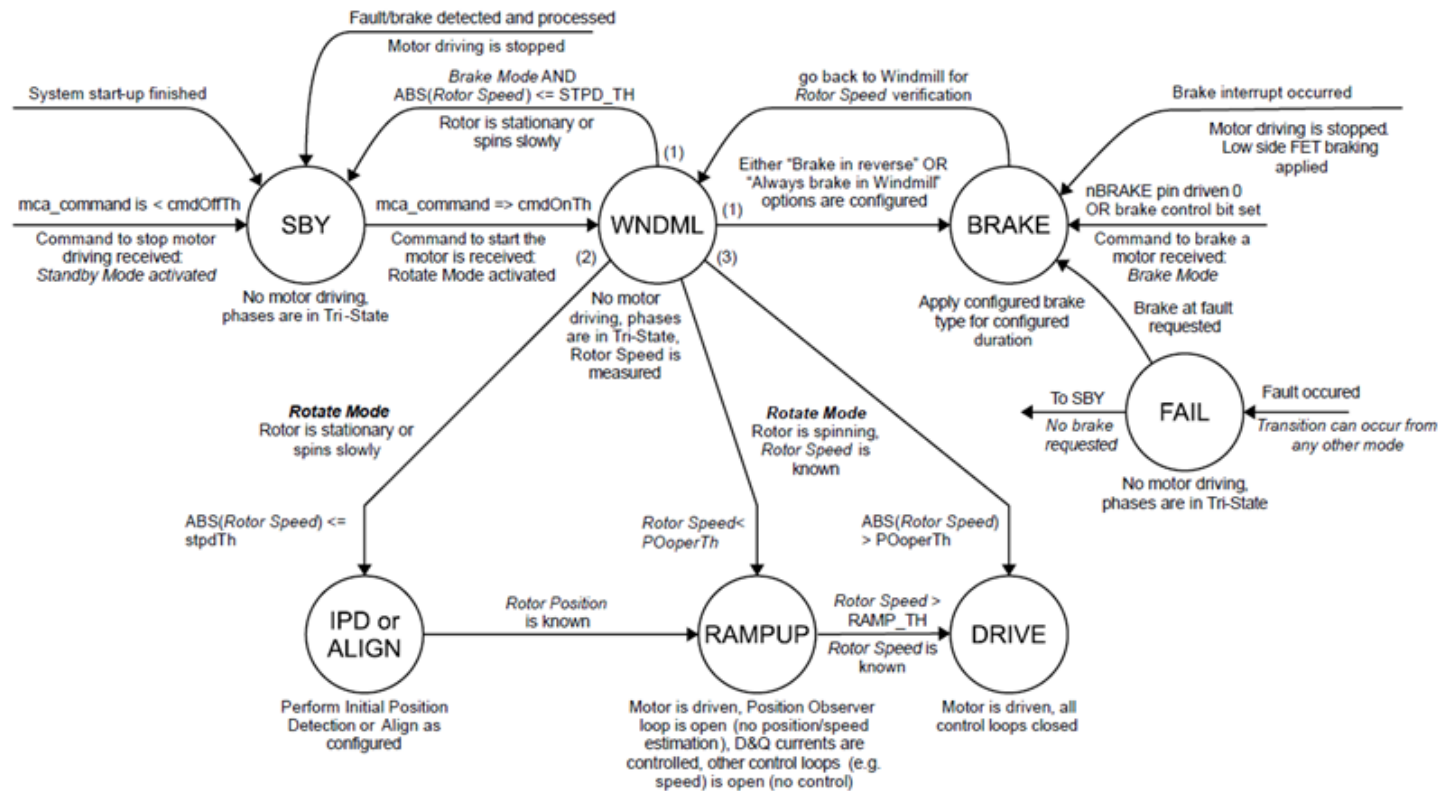 Fault/brake detected and processed
Motor driving is stopped
System start-up finished
Brake Mode AND
ABS(Rotor Speed) <= STPD_TH
Rotor is stationary or
spins slowly
go back to Windmill for
Rotor Speed verification
Brake interrupt occurred
Motor driving is stopped.
Low side FET braking
applied
(1)
Either "Brake in reverse" OR
"Always brake in Windmill"
options are configured
(1)
nBRAKE pin driven 0
OR brake control bit set
Command to brake a
motor received:
Brake Mode
mca_command is < cmdOffTh
Command to stop motor
driving received:
Standby Mode activated
SBY
No motor driving,
phases are in Tri-State
mca_command => cmdOnTh
Command to start the
motor is received:
Rotate Mode activated
WNDML
(2)
(3)
No motor
driving, phases
are in Tri-State,
Rotor Speed is
measured
BRAKE
Apply configured brake
type for configured
duration
Brake at fault
requested
To SBY
No brake
requested
FAIL
Fault occured
Transition can occur from
any other mode
No motor driving,
phases are in Tri-State
Rotate Mode
Rotor is stationary or
spins slowly
Rotate Mode
Rotor is spinning,
Rotor Speed is
known
ABS(Rotor Speed) <=
stpdTh
Rotor Speed<
POoperTh
ABS(Rotor Speed)
> POoperTh
IPD or
ALIGN
Perform Initial Position
Detection or Align as
configured
Rotor Position
is known
RAMPUP
Motor is driven, Position Observer
loop is open (no position/speed
estimation), D&Q currents are
controlled, other control loops (e.g.
speed) is open (no control)
Rotor Speed >
RAMP_TH
Rotor Speed is
known
DRIVE
Motor is driven, all
control loops closed